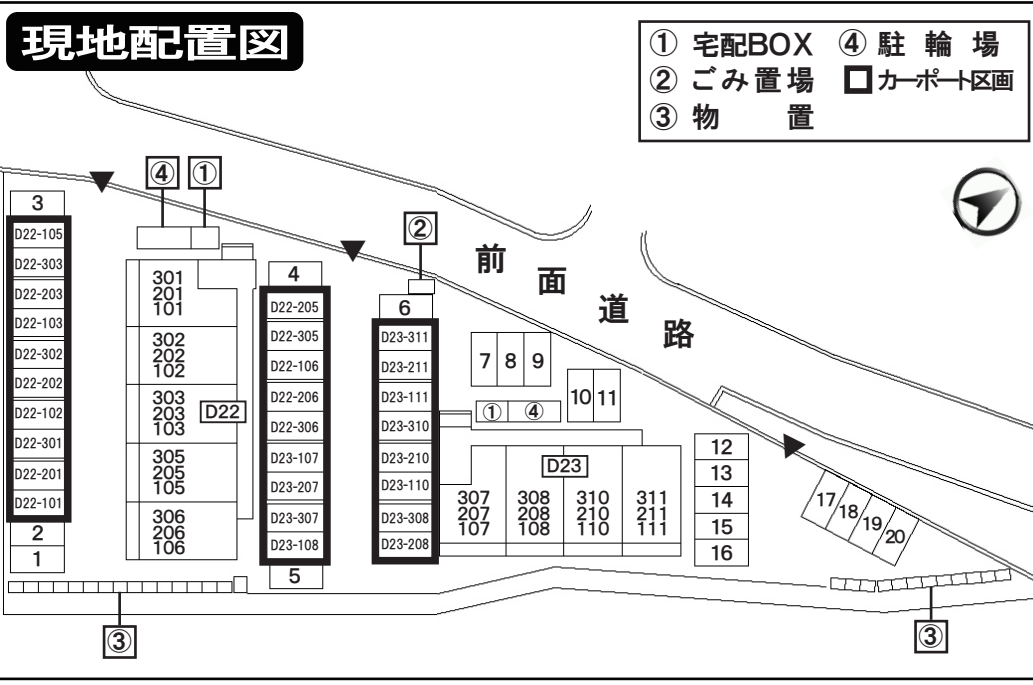 現地配置図
① 宅配BOX ④ 駐輪場
② ごみ置場 カーポート区画
③ 物置
④ ①
②
前面道路
3
D22-105
D22-303
D22-203
D22-103
D22-302
D22-202
D22-102
D22-301
D22-201
D22-101
2
1
301
201
101
302
202
102
303
203
103
D22
305
205
105
306
206
106
4
D22-205
D22-305
D22-106
D22-206
D22-306
D23-107
D23-207
D23-307
D23-108
5
6
D23-311
D23-211
D23-111
D23-310
D23-210
D23-110
D23-308
D23-208
7 8 9
10 11
① ④
D23
307 308 310 311
207 208 210 211
107 108 110 111
12
13
14
15
16
17 18 19 20
③
③